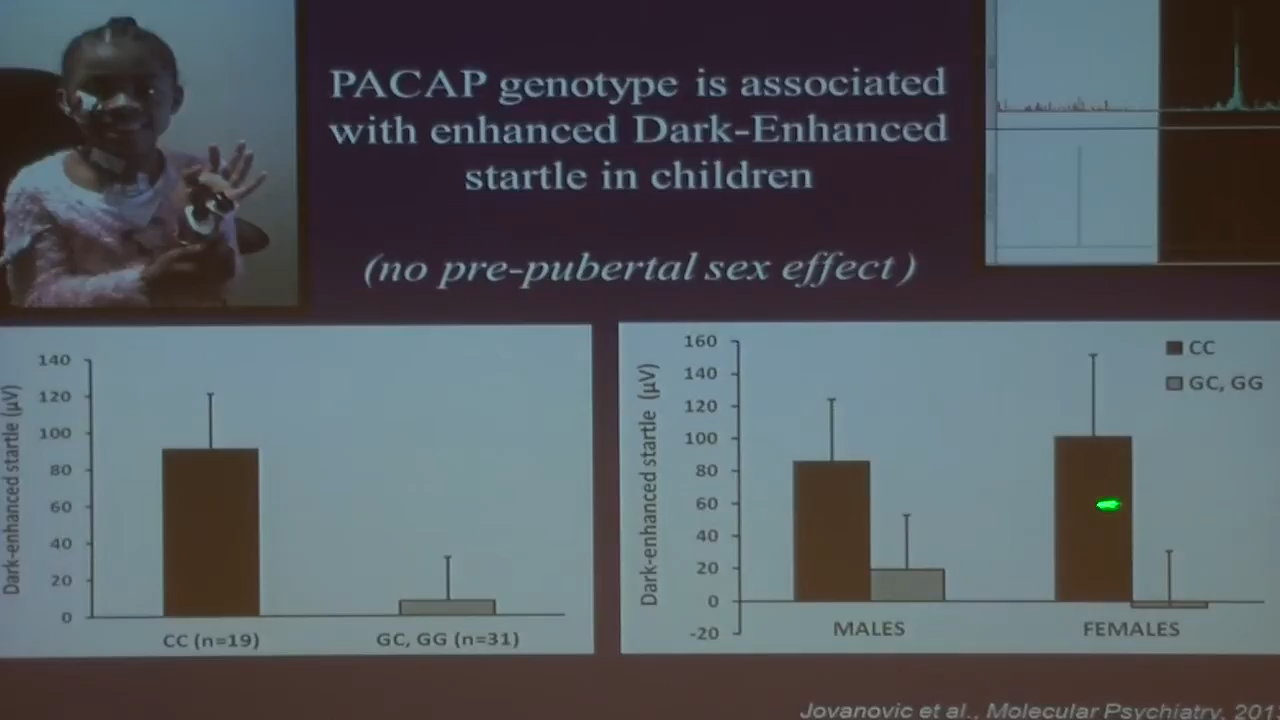 PACAP genotype is associated
with enhanced Dark-Enhanced
startle in children
(no pre-pubertal sex effect )
Dark-enhanced startle (µV)
140
120
100
80
60
40
20
0
CC (n=19)
GC, GG (n=31)
Dark-enhanced startle (µV)
160
140
120
100
80
60
40
20
0
-20
MALES
FEMALES
CC
GC, GG
Jovanovic et al., Molecular Psychiatry,